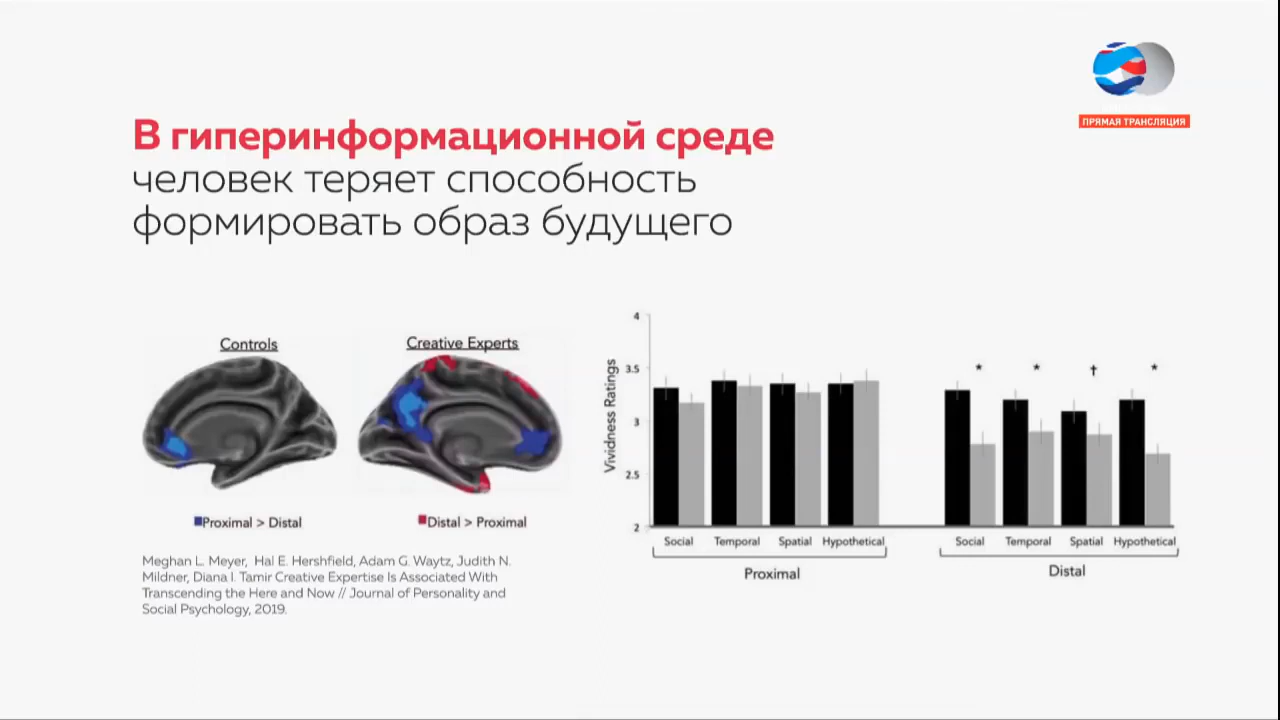 ПРЯМАЯ ТРАНСЛЯЦИЯ
В гиперинформационной среде
человек теряет способность
формировать образ будущего
Controls
Creative Experts
Proximal > Distal
Distal > Proximal
Meghan L. Meyer, Hal E. Hershfield, Adam G. Waytz, Judith N.
Mildner, Diana I. Tamir Creative Expertise Is Associated With
Transcending the Here and Now // Journal of Personality and
Social Psychology, 2019.
Vividness Ratings
4
3.5
3
2.5
2
* * † *
Social Temporal Spatial Hypothetical
Proximal
Social Temporal Spatial Hypothetical
Distal